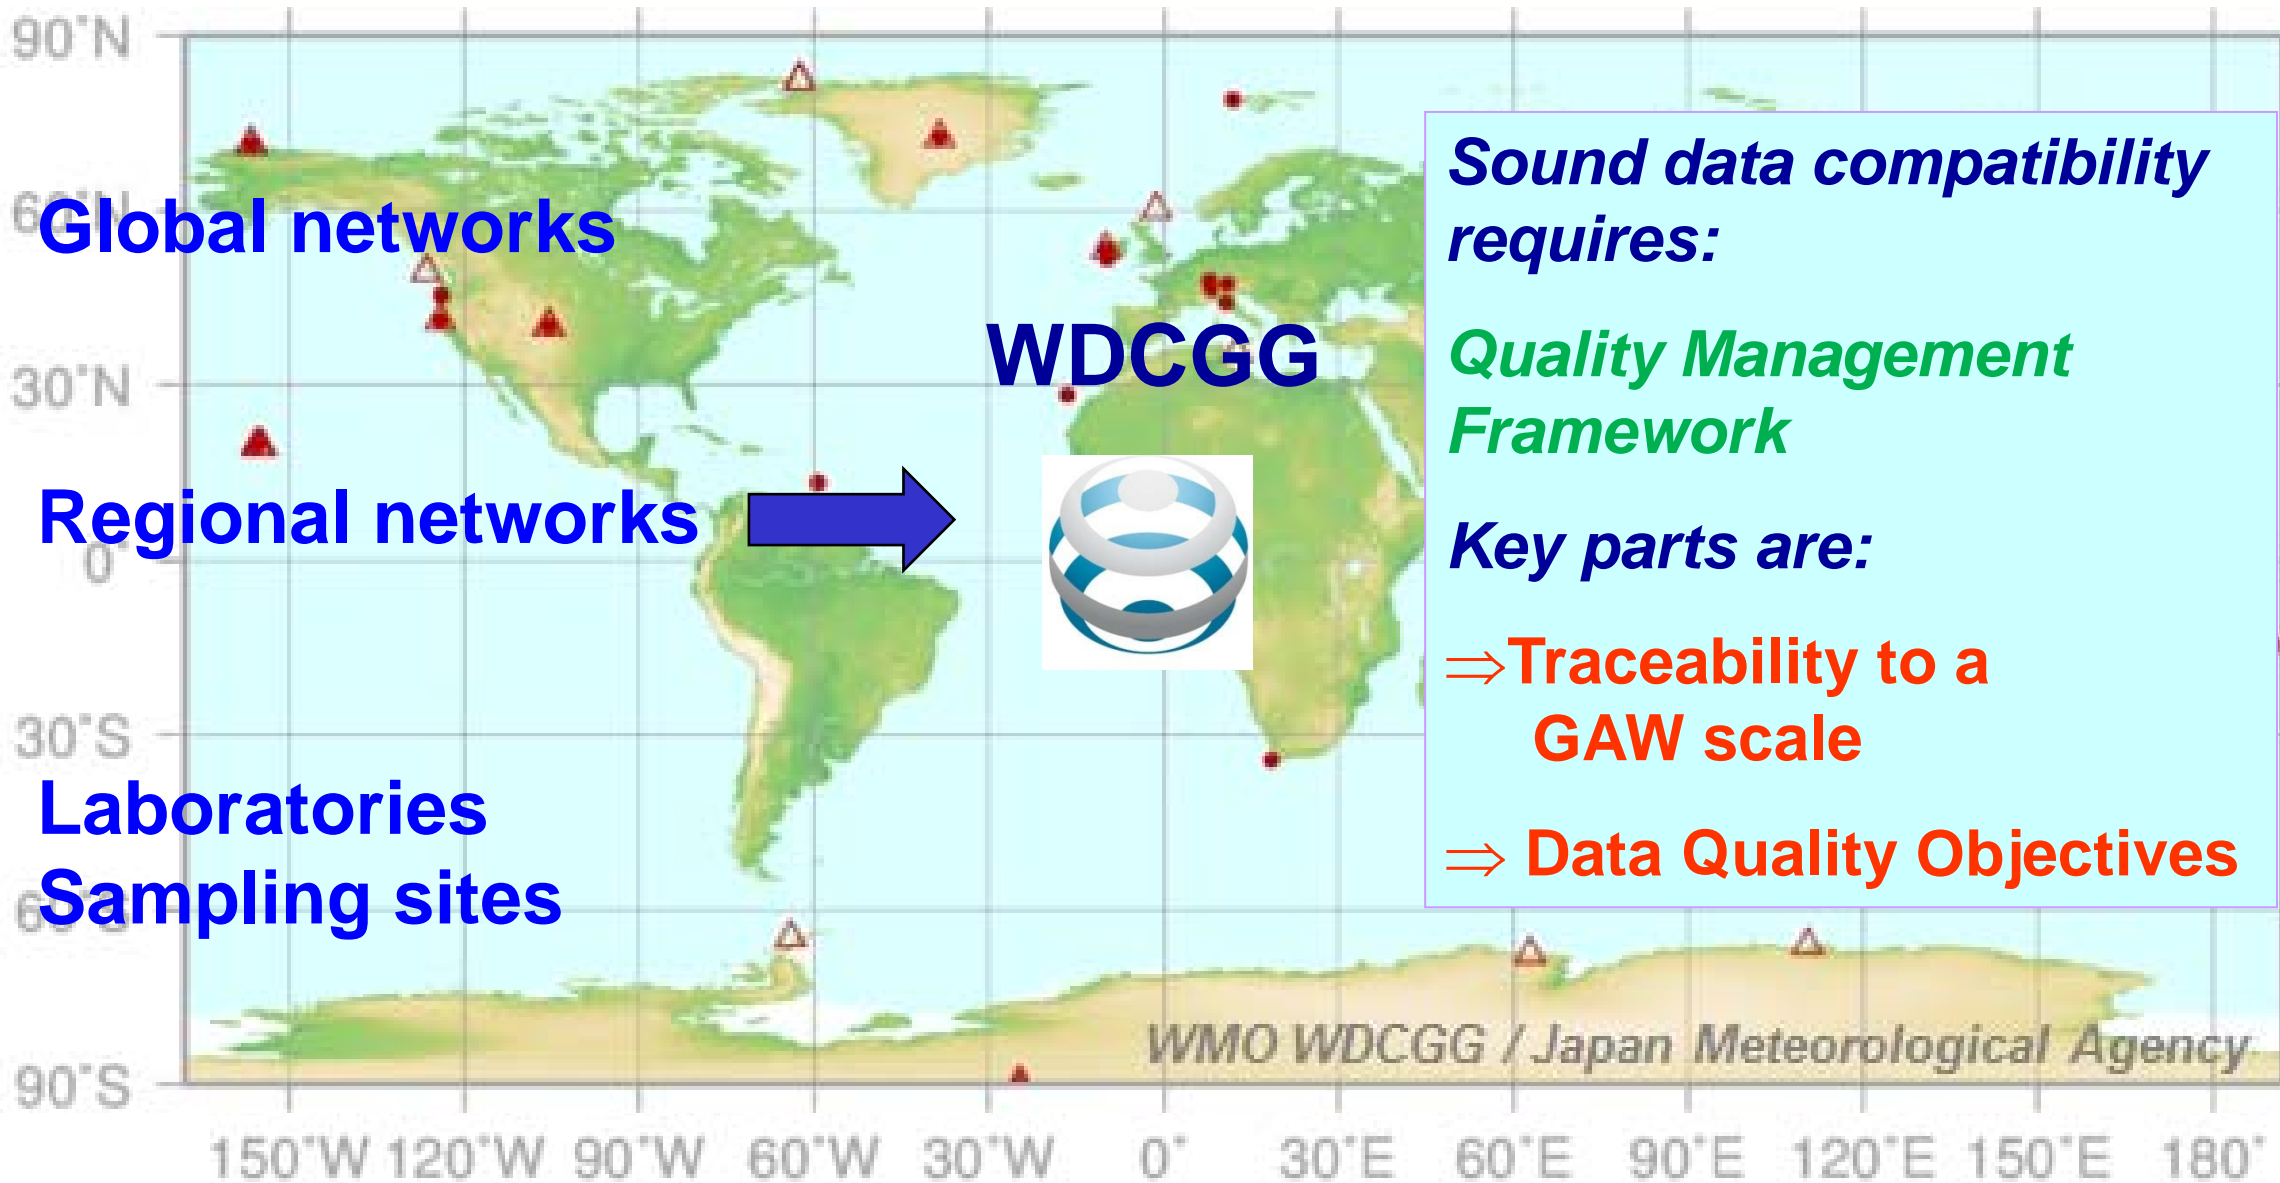 90°N
60°N
30°N
0°
30°S
60°S
90°S
150°W 120°W 90°W 60°W 30°W 0° 30°E 60°E 90°E 120°E 150°E 180°
Global networks
Regional networks
Laboratories
Sampling sites
WDCGG
Sound data compatibility
requires:
Quality Management
Framework
Key parts are:
⇒Traceability to a
GAW scale
⇒ Data Quality Objectives
WMO WDCGG / Japan Meteorological Agency